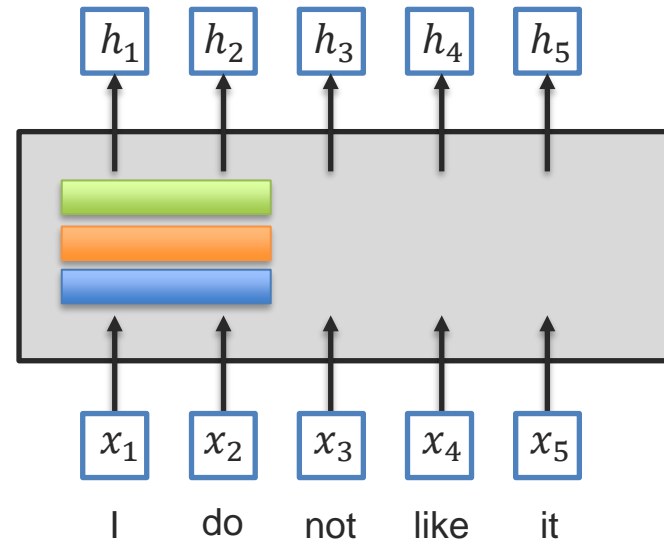 h₁ h₂ h₃ h₄ h₅
x₁ x₂ x₃ x₄ x₅
I do not like it